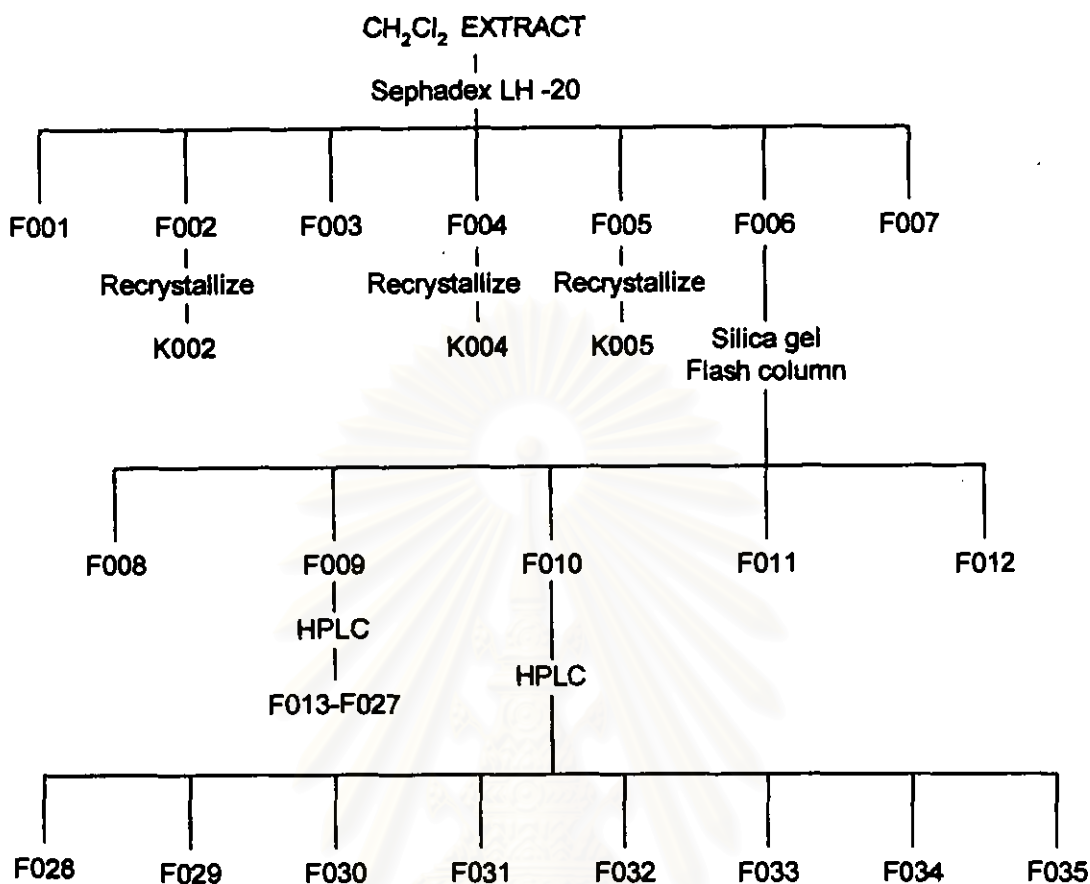 CH₂Cl₂ EXTRACT
Sephadex LH -20
F001 F002 F003 F004 F005 F006 F007
Recrystallize Recrystallize Recrystallize
K002 K004 K005 Silica gel
Flash column
F008 F009 F010 F011 F012
HPLC
HPLC
F013-F027
F028 F029 F030 F031 F032 F033 F034 F035